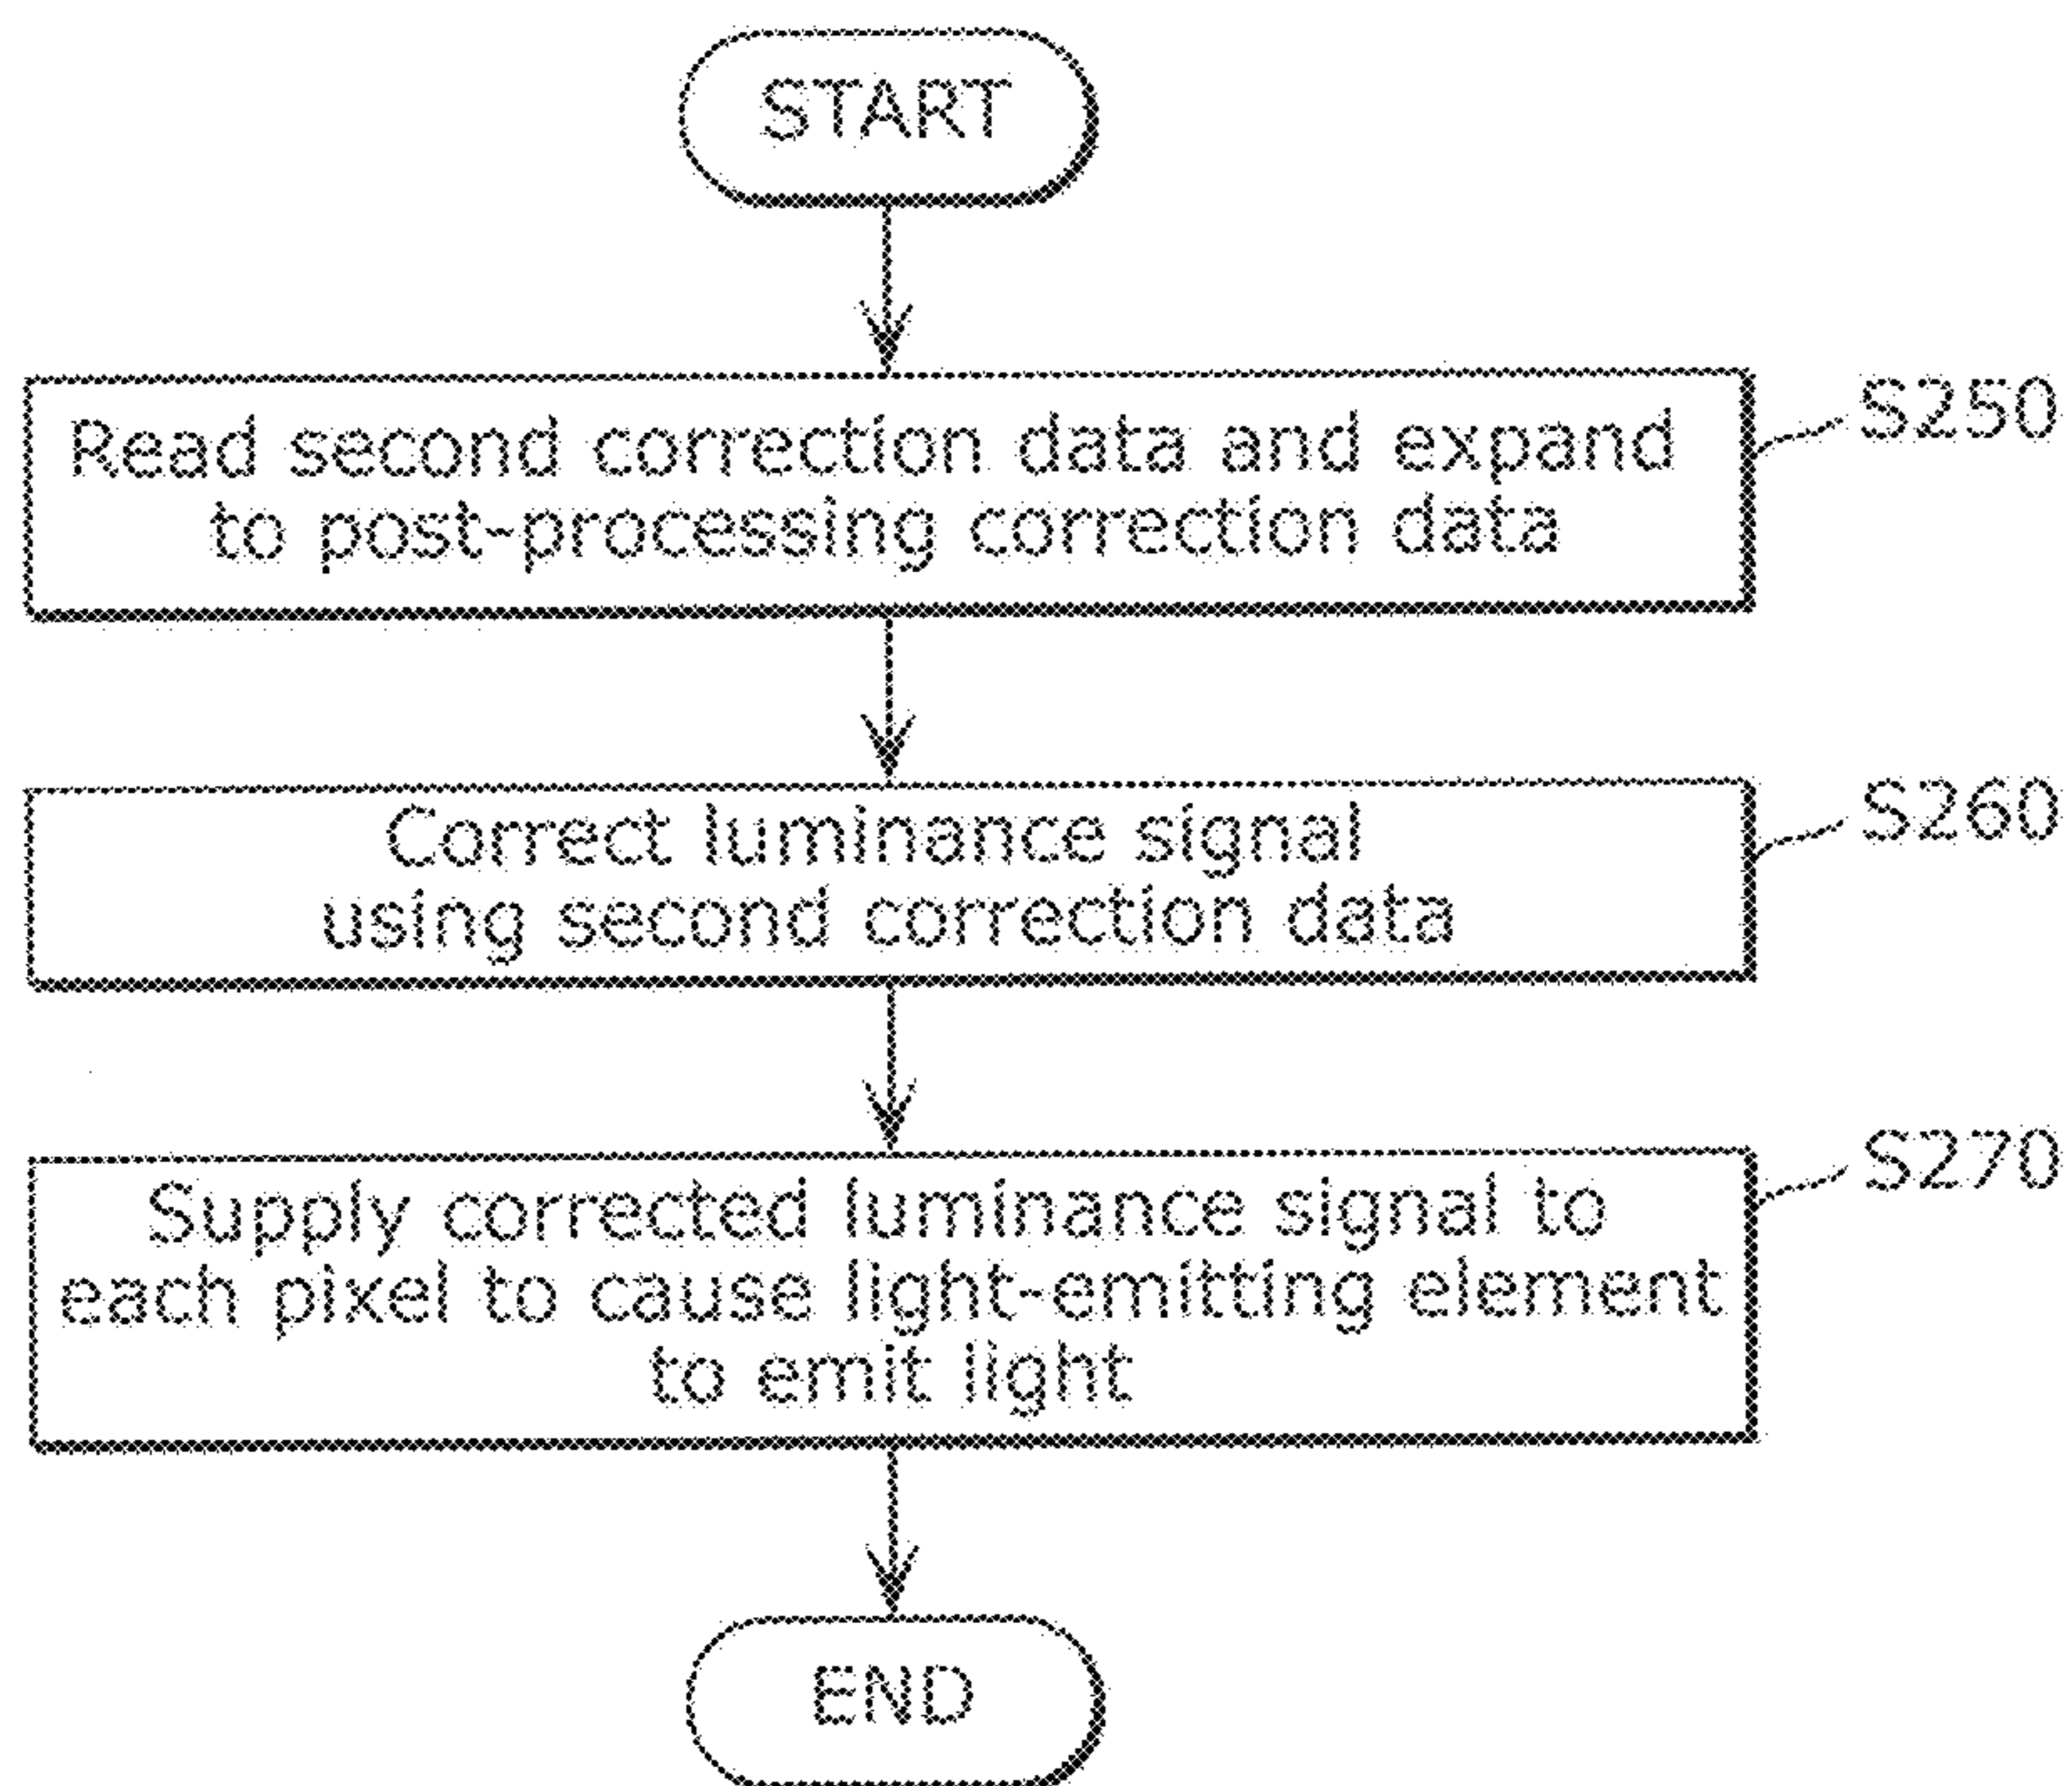 START
Read second correction data and expand
to post-processing correction data
S250
Correct luminance signal
using second correction data
S260
Supply corrected luminance signal to
each pixel to cause light-emitting element
to emit light
S270
END